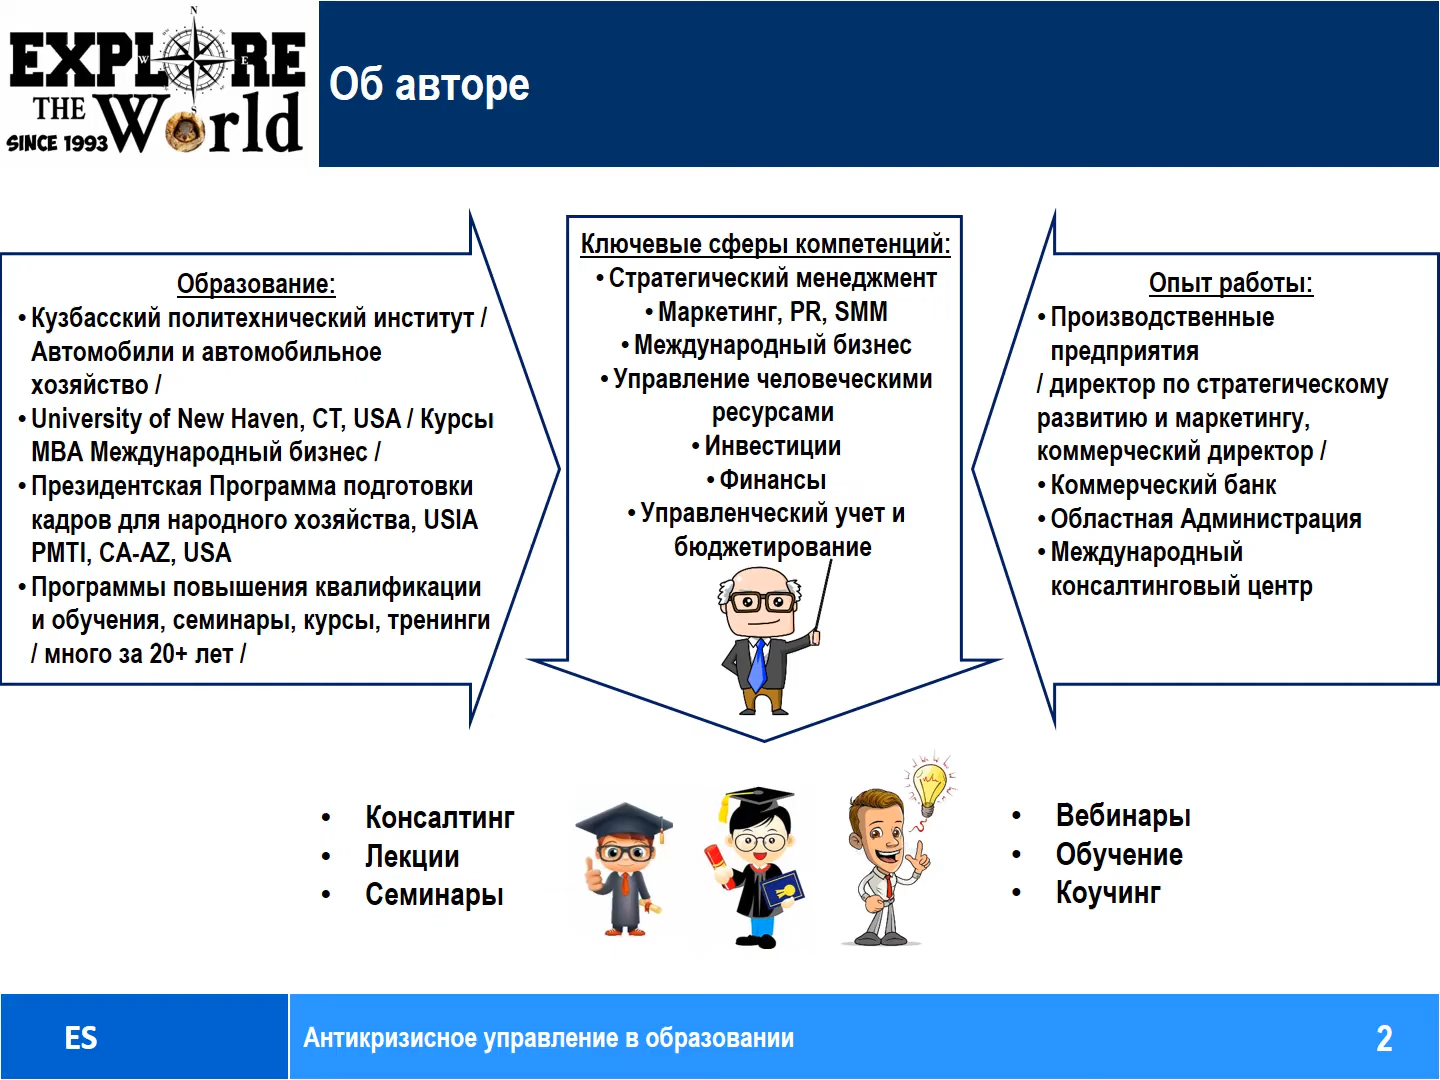 N
EXPLORE
W E
THE World
S
SINCE 1993
Об авторе
Образование:
• Кузбасский политехнический институт /
Автомобили и автомобильное
хозяйство /
• University of New Haven, CT, USA / Курсы
МВА Международный бизнес /
• Президентская Программа подготовки
кадров для народного хозяйства, USIA
PMTI, CA-AZ, USA
• Программы повышения квалификации
и обучения, семинары, курсы, тренинги
/ много за 20+ лет /
Ключевые сферы компетенций:
• Стратегический менеджмент
• Маркетинг, PR, SMM
• Международный бизнес
• Управление человеческими
ресурсами
• Инвестиции
• Финансы
• Управленческий учет и
бюджетирование
Опыт работы:
• Производственные
предприятия
/ директор по стратегическому
развитию и маркетингу,
коммерческий директор /
• Коммерческий банк
• Областная Администрация
• Международный
консалтинговый центр
• Консалтинг
• Лекции
• Семинары
• Вебинары
• Обучение
• Коучинг
ES
Антикризисное управление в образовании
2